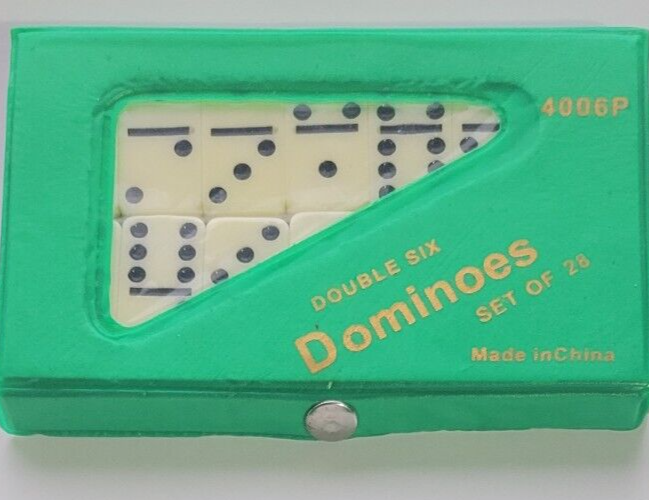 4006P
DOUBLE SIX
Dominoes
SET OF 28
Made inChina